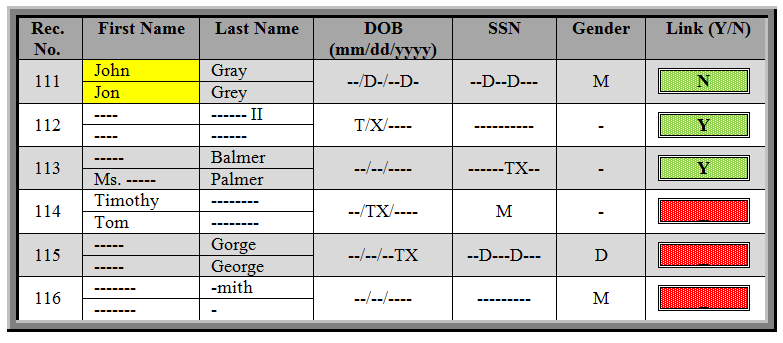 Rec. No. First Name Last Name DOB (mm/dd/yyyy) SSN Gender Link (Y/N)
111 John Gray --/D-/--D- --D--D--- M N
Jon Grey
112 ---- ------ II T/X/---- ---------- - Y
---- ------
113 ----- Balmer --/--/---- ------TX-- - Y
Ms. ----- Palmer
114 Timothy -------- --/TX/---- M - _
Tom --------
115 ----- Gorge --/--/--TX --D---D--- D _
----- George
116 ------- -mith --/--/---- --------- M _
------- -